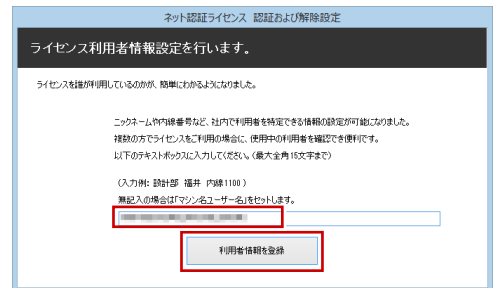 ネット認証ライセンス 認証および解除設定
ライセンス利用者情報設定を行います。
ライセンスを誰が利用しているのかが、簡単にわかるようになりました。
ニックネームや内線番号など、社内で利用者を特定できる情報の設定が可能になりました。
複数の方でライセンスをご利用の場合に、使用中の利用者を確認でき便利です。
以下のテキストボックスに入力してください。(最大全角15文字まで)
(入力例: 設計部 福井 内線1100 )
無記入の場合は「マシン名ユーザー名」をセットします。
利用者情報を登録